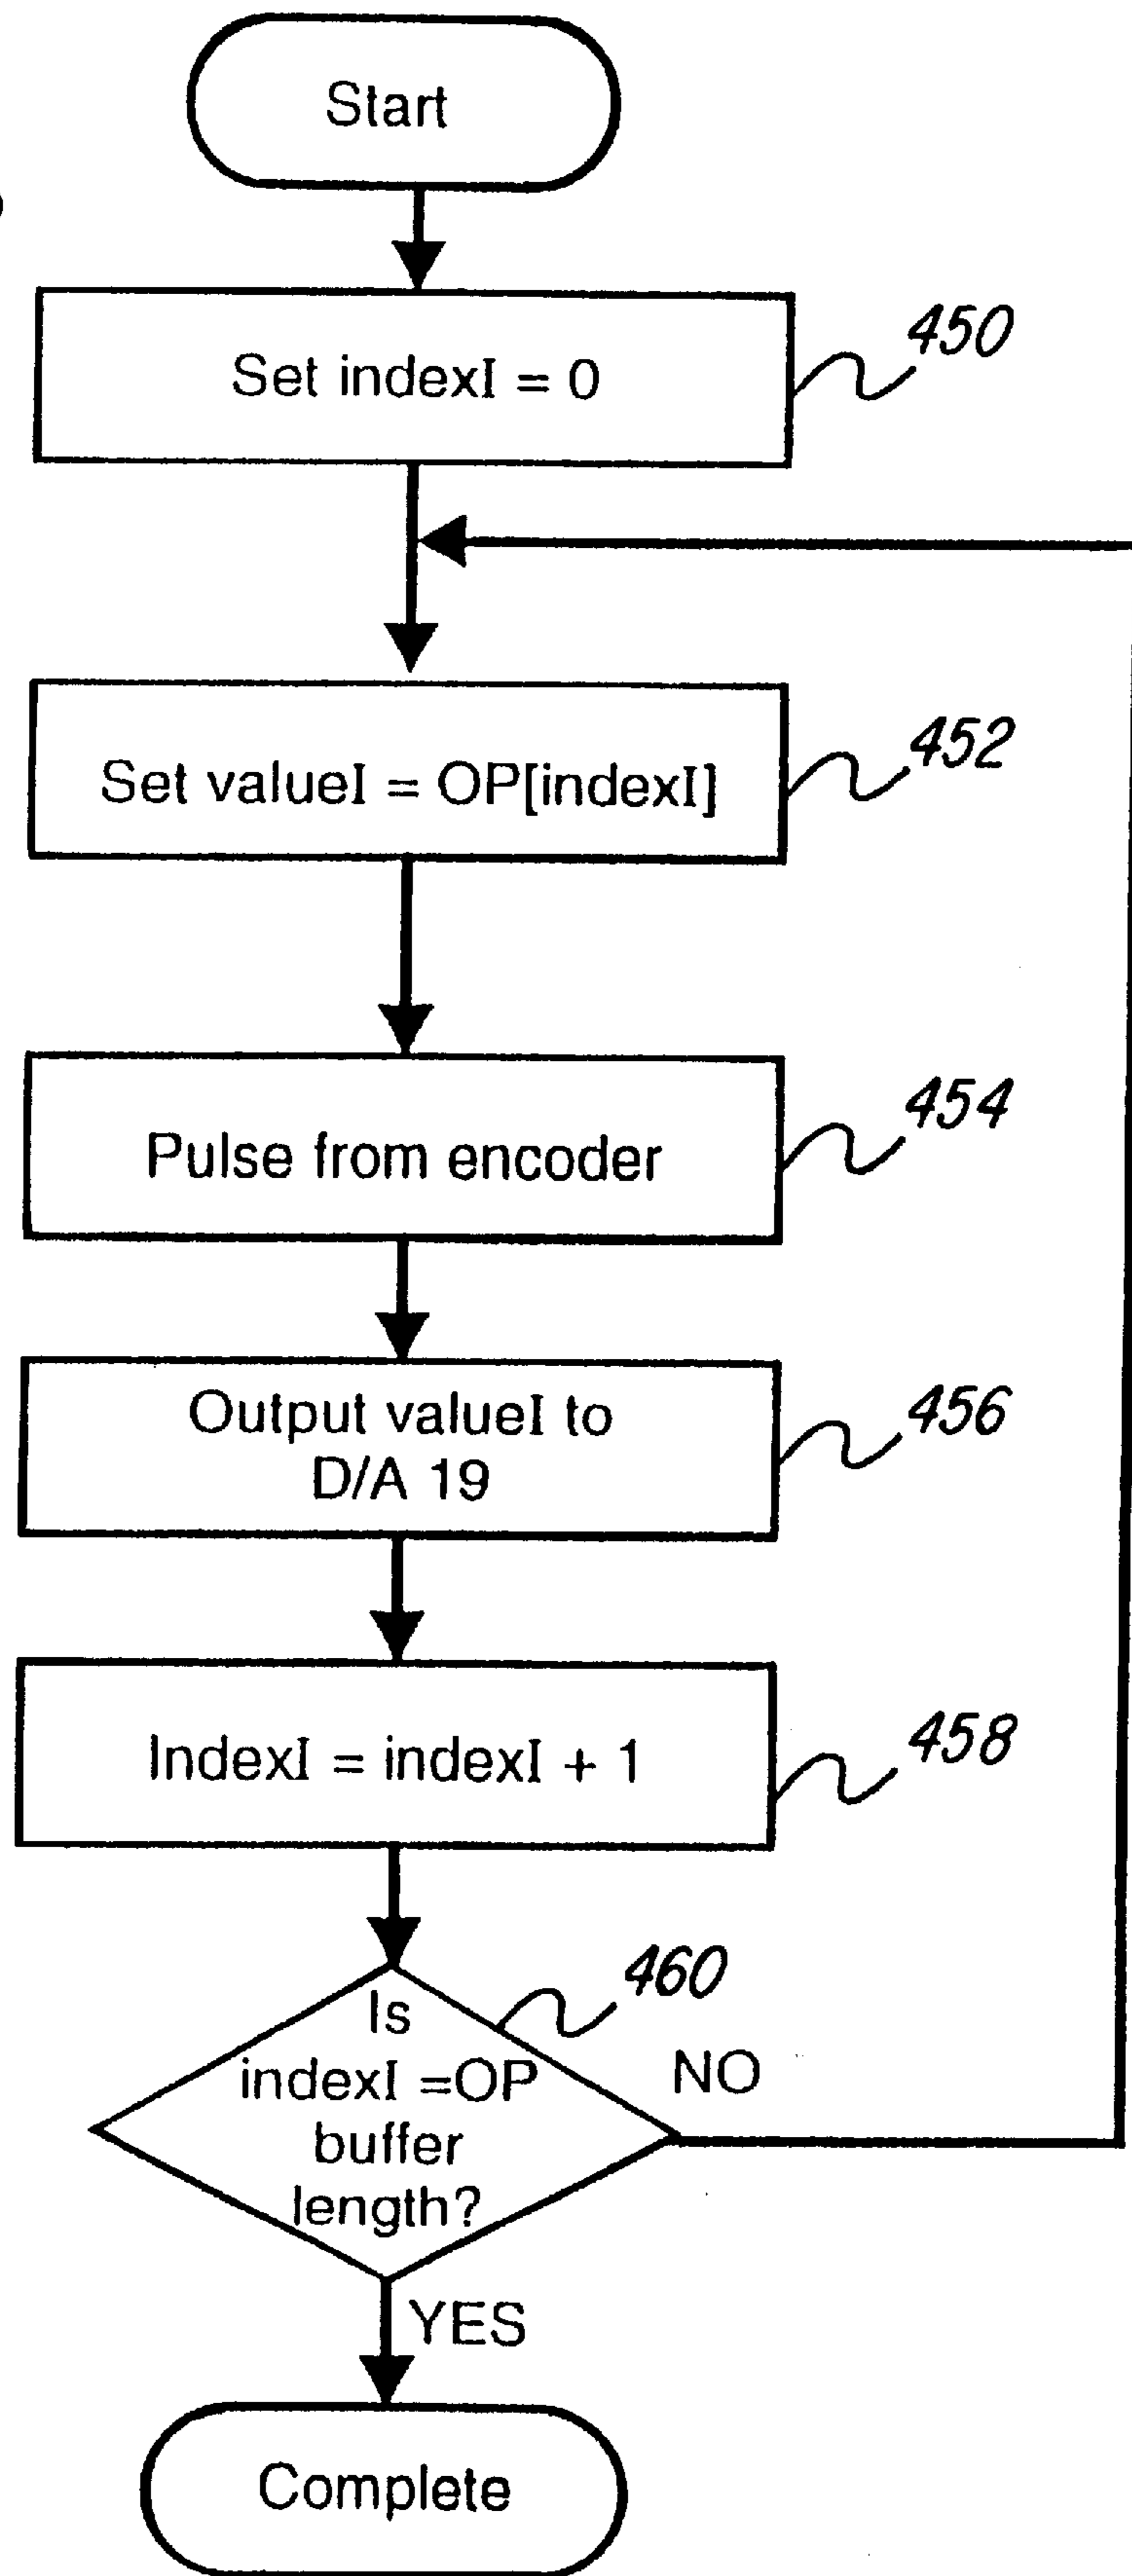 Start
Set indexI = 0
450
Set valueI = OP[indexI]
452
Pulse from encoder
454
Output valueI to
D/A 19
456
IndexI = indexI + 1
458
Is
indexI =OP
buffer
length?
460
NO
YES
Complete